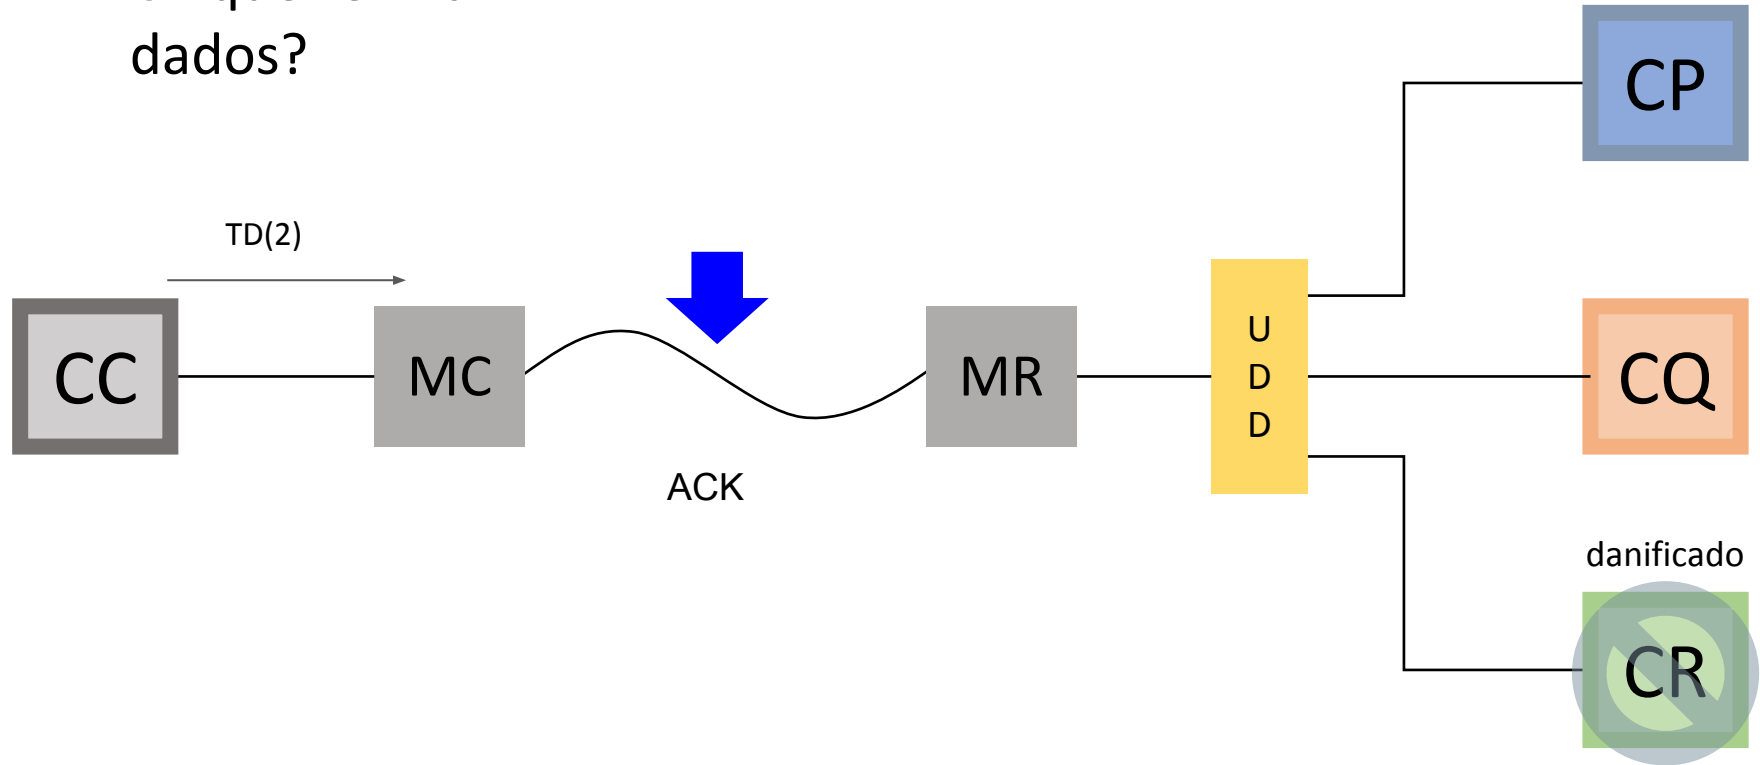 dados?
CP
TD(2)
CC
MC
MR
U
D
D
CQ
ACK
danificado
CR